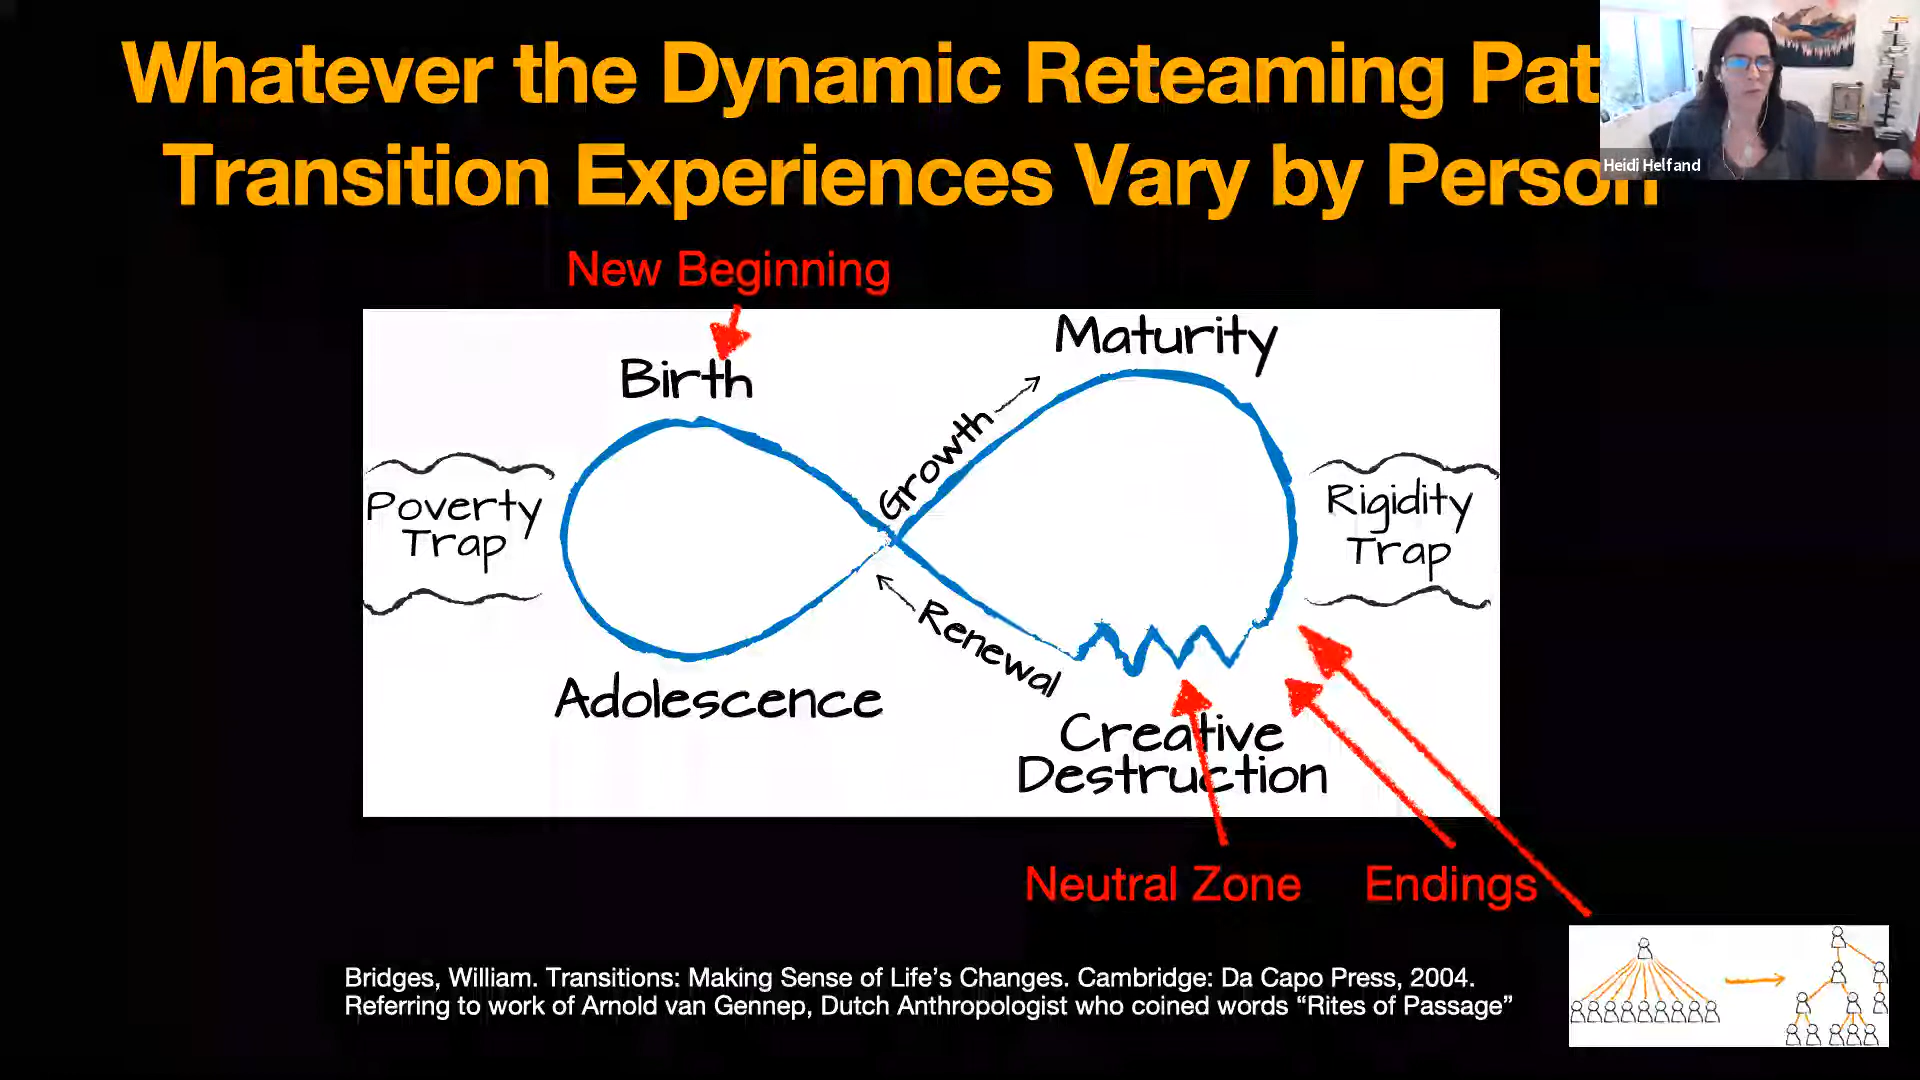 Whatever the Dynamic Reteaming Pat
Transition Experiences Vary by Person
Heidi Helfand
New Beginning
Maturity
Birth
Growth
Poverty
Trap
Rigidity
Trap
Renewal
Adolescence
Creative
Destruction
Neutral Zone
Endings
Bridges, William. Transitions: Making Sense of Life’s Changes. Cambridge: Da Capo Press, 2004.
Referring to work of Arnold van Gennep, Dutch Anthropologist who coined words “Rites of Passage”